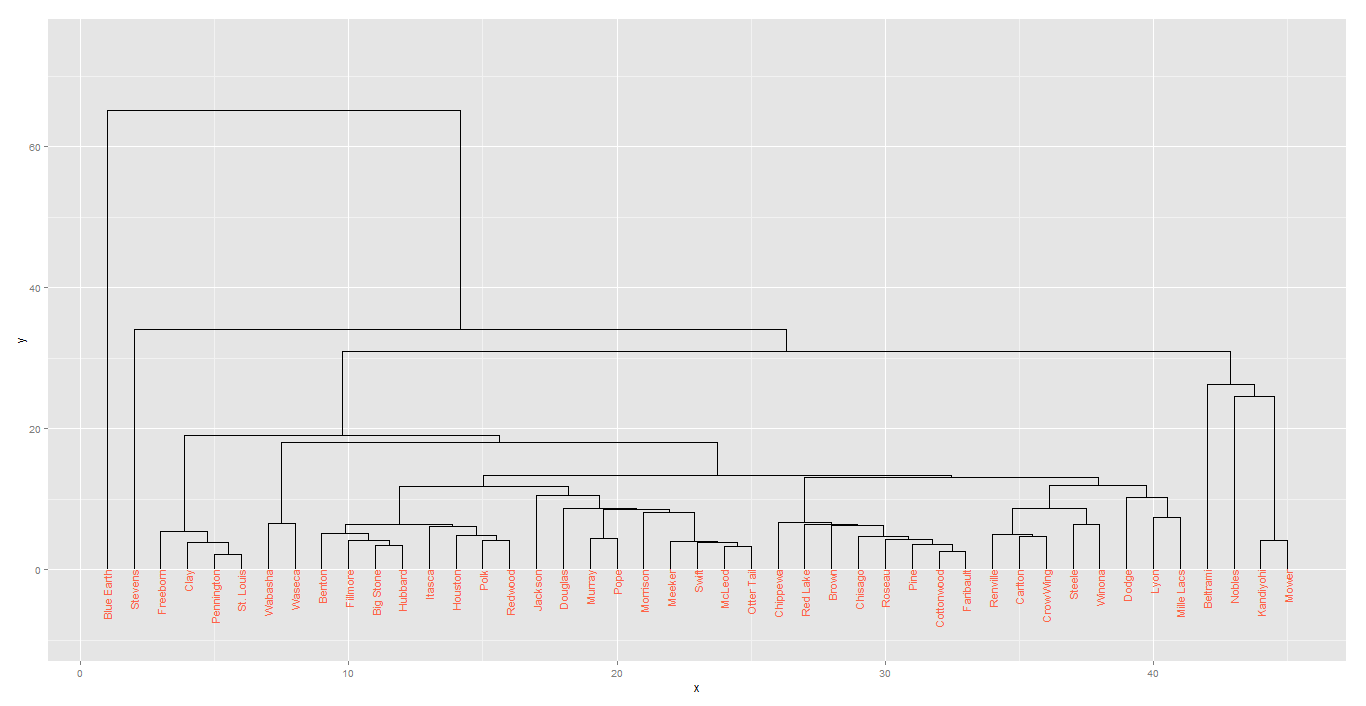 60
40
20
0
y
Blue Earth
Stevens
Freeborn
Clay
Pennington
St. Louis
Wabasha
Waseca
Benton
Fillmore
Big Stone
Hubbard
Itasca
Houston
Polk
Redwood
Jackson
Douglas
Murray
Pope
Morrison
Meeker
Swift
McLeod
Otter Tail
Chippewa
Red Lake
Brown
Chisago
Roseau
Pine
Cottonwood
Faribault
Renville
Carlton
CrowWing
Steele
Winona
Dodge
Lyon
Mille Lacs
Beltrami
Nobles
Kandiyohi
Mower
0 10 20 30 40
x